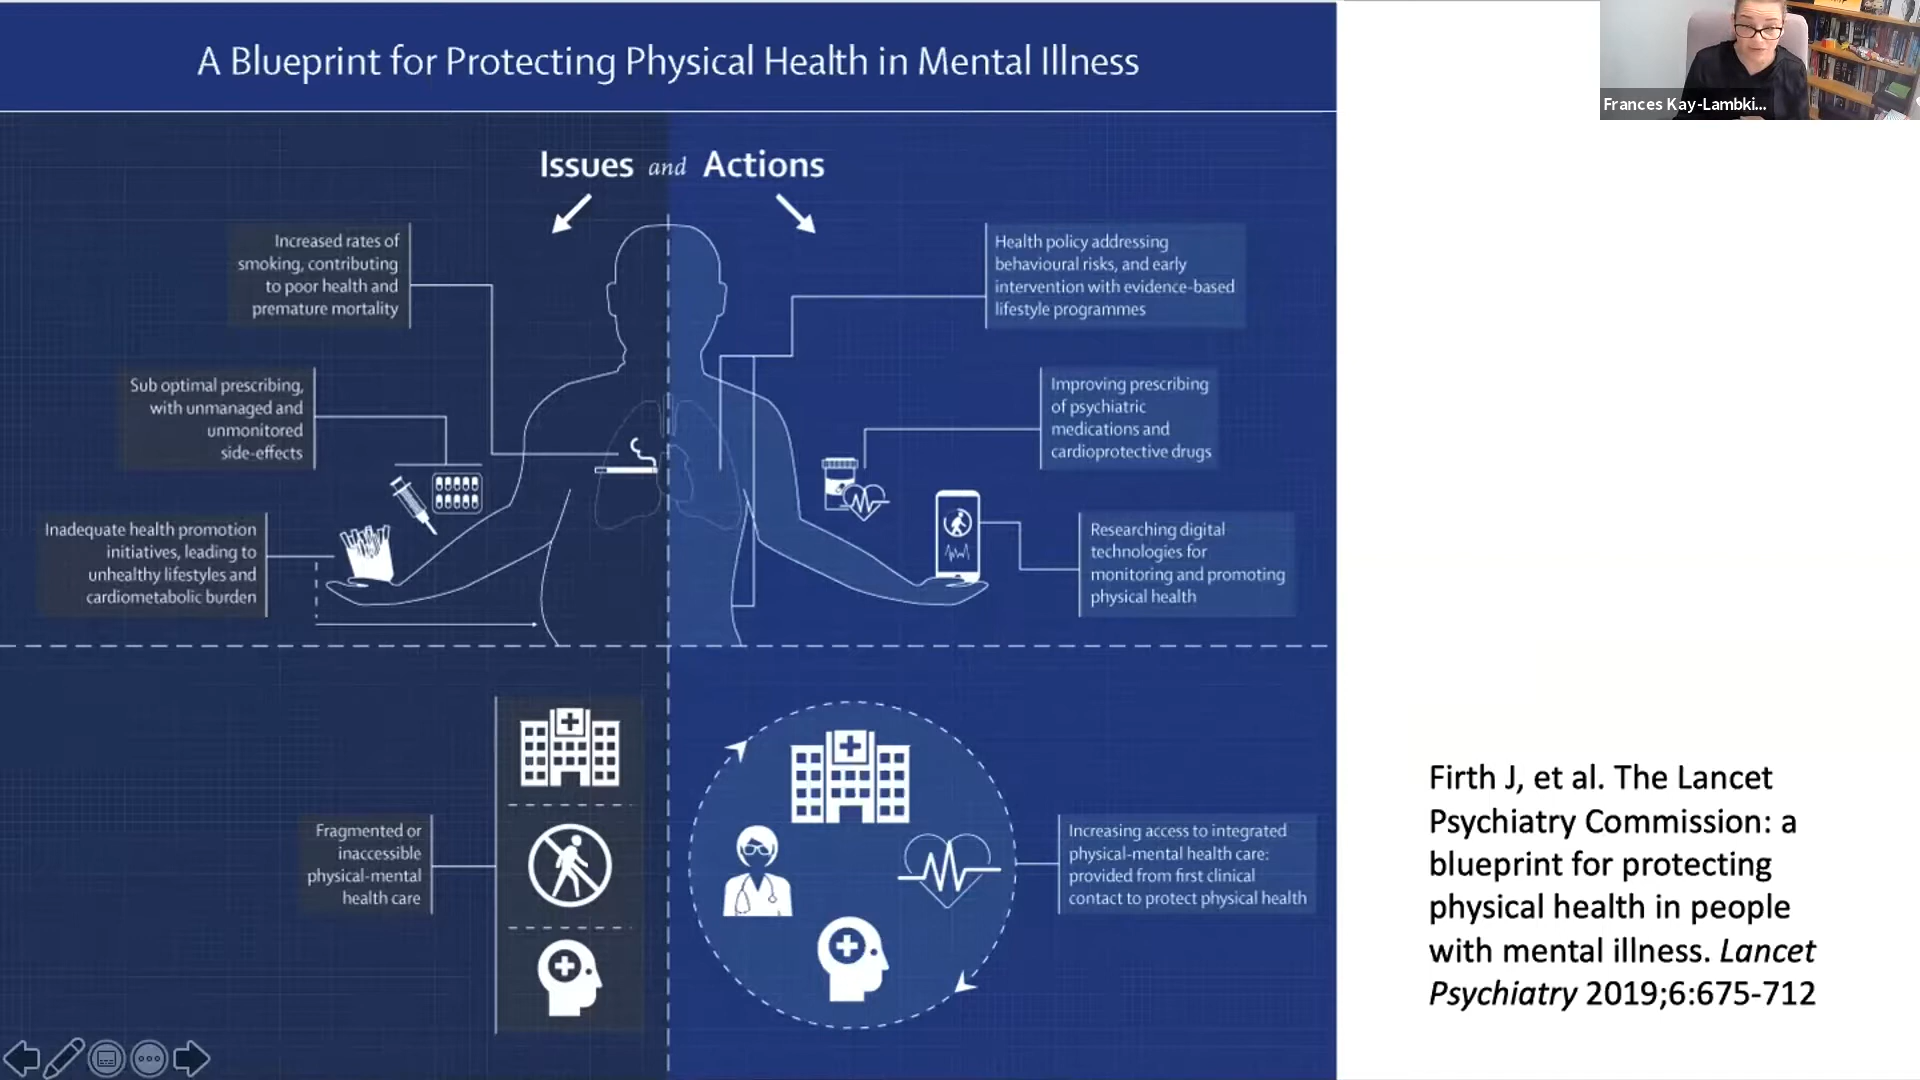 A Blueprint for Protecting Physical Health in Mental Illness
Frances Kay-Lambki...
Issues and Actions
Increased rates of
smoking, contributing
to poor health and
premature mortality
Sub optimal prescribing,
with unmanaged and
unmonitored
side-effects
Inadequate health promotion
initiatives, leading to
unhealthy lifestyles and
cardiometabolic burden
Health policy addressing
behavioural risks, and early
intervention with evidence-based
lifestyle programmes
Improving prescribing
of psychiatric
medications and
cardioprotective drugs
Researching digital
technologies for
monitoring and promoting
physical health
Fragmented or
inaccessible
physical-mental
health care
Increasing access to integrated
physical-mental health care:
provided from first clinical
contact to protect physical health
Firth J, et al. The Lancet
Psychiatry Commission: a
blueprint for protecting
physical health in people
with mental illness. Lancet
Psychiatry 2019;6:675-712